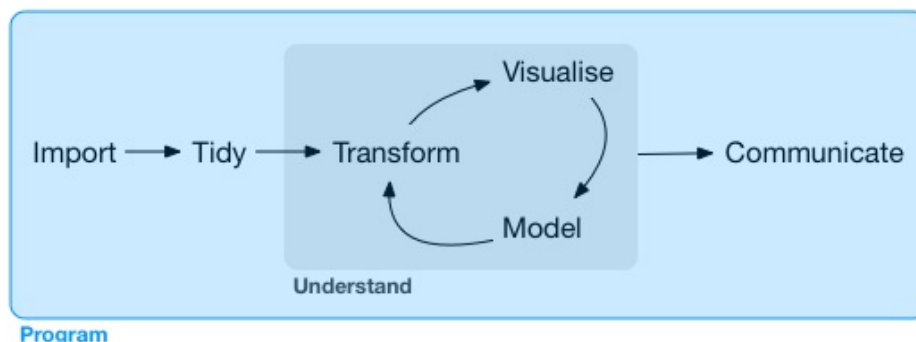 Visualise
Import Tidy Transform Communicate
Model
Understand
Program